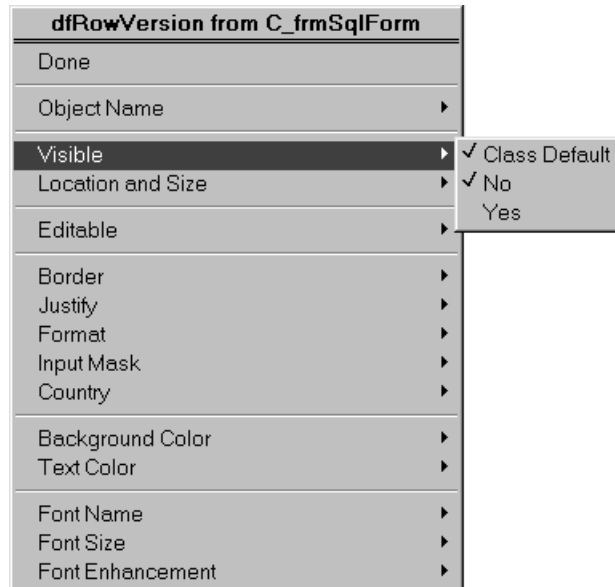 dfRowVersion from C_frmSqlForm
Done
Object Name
Visible
Class Default
No
Yes
Location and Size
Editable
Border
Justify
Format
Input Mask
Country
Background Color
Text Color
Font Name
Font Size
Font Enhancement